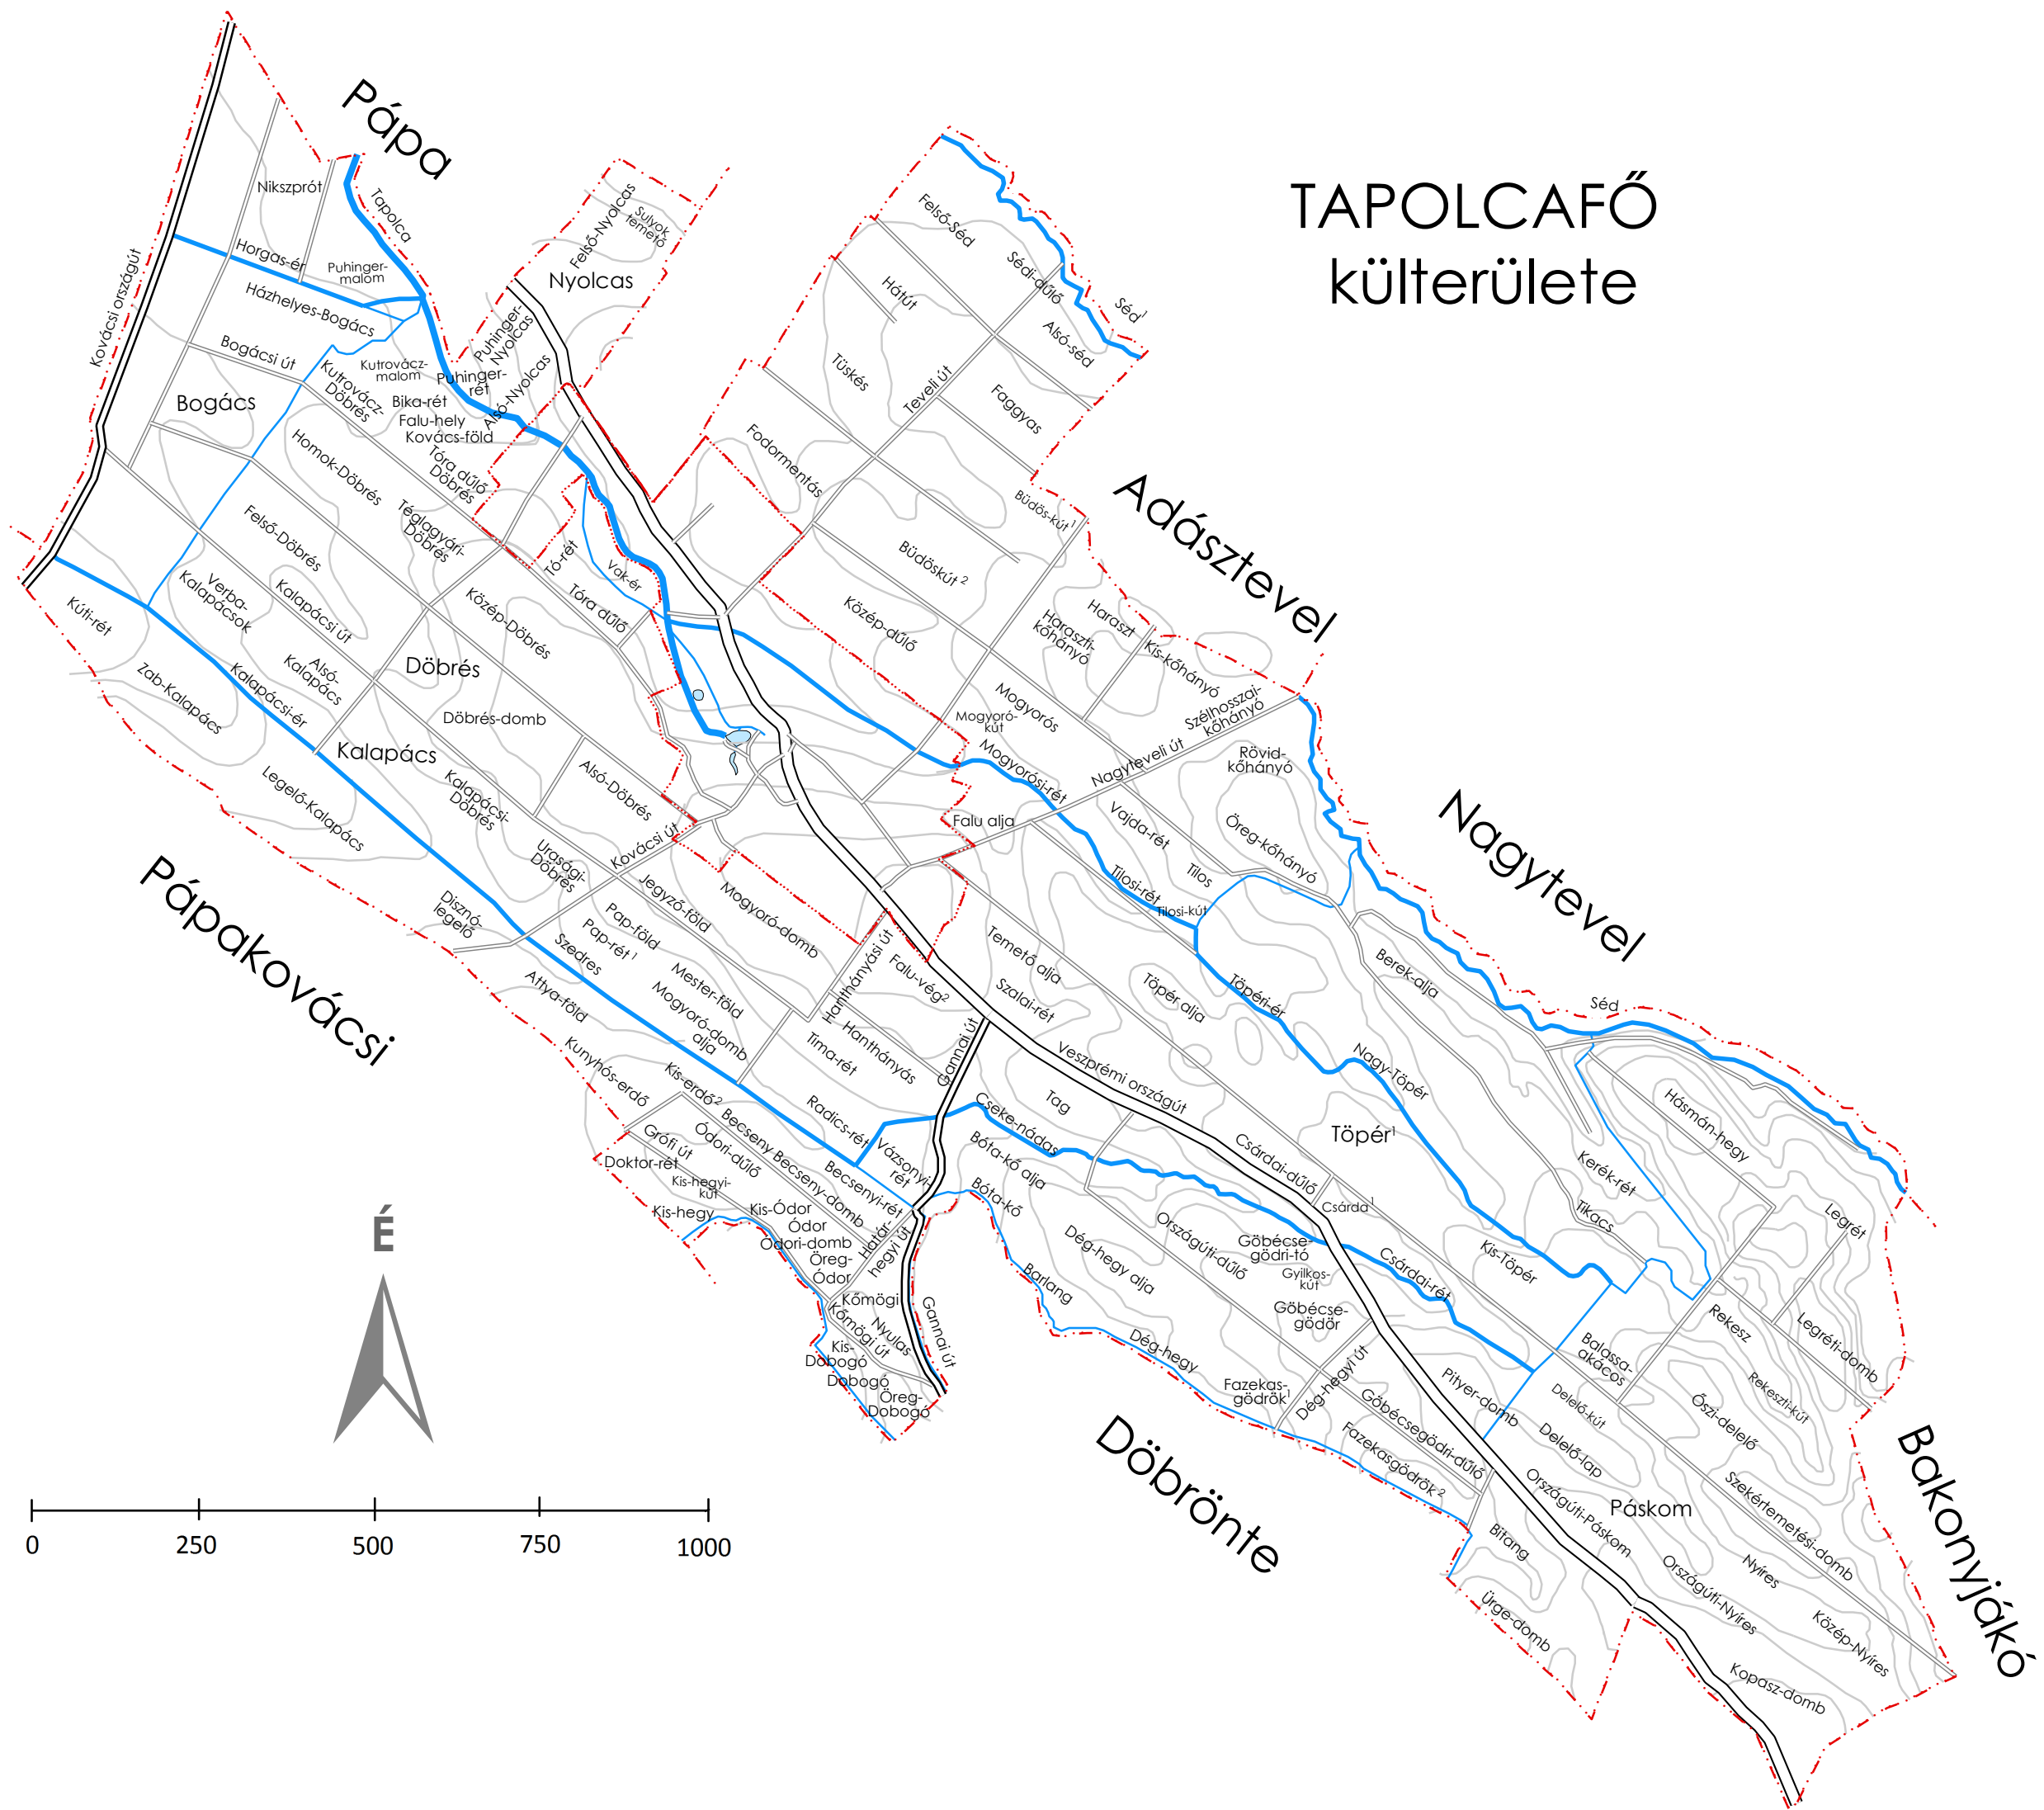 TAPOLCAFŐ
külterülete
Pápa
Adásztevel
Nagytevel
Bakonyjákó
Döbrönte
Pápakovácsi
Kovácsi országút
Nikszprót
Tapolca
Horgas-ér
Puhinger-
malom
Házhelyes-Bogács
Bogácsi út
Bogács
Kutrovácz-
Döbrés
Kutrovácz-
malom
Puhinger-
rét
Bika-rét
Falu-hely
Kovács-föld
Felső-Nyolcas
Sulyok
temető
Nyolcas
Puhinger-
Nyolcas
Alsó-Nyolcas
Tóra dűlő
Döbrés
Homok-Döbrés
Téglagyári-
Döbrés
Felső-Döbrés
Tó-rét
Vak-ér
Tóra dűlő
Közép-Döbrés
Verba-
Kalapácsok
Kalapácsi út
Kúti-rét
Zab-Kalapács
Kalapácsi-ér
Alsó-
Kalapács
Döbrés
Döbrés-domb
Kalapács
Legelő-Kalapács
Kalapácsi-
Döbrés
Alsó-Döbrés
Urasági-
Döbrés
Kovácsi út
Disznó-
legelő
Jegyző-föld
Mogyoró-domb
Pap-föld
Pap-rét 1
Szedres
Attya-föld
Mester-föld
Mogyoró-domb
alja
Hanthányási út
Falu-vég2
Hanthányás
Tima-rét
Gannai út
Kunyhós-erdő
Kis-erdő2
Radics-rét
Vázsonyi-
rét
Grófi út
Ódori-dűlő
Becseny
Becseny-domb
Becsenyi-rét
Doktor-rét
Kis-hegyi-
kút
Kis-hegy
Kis-Ódor
Ódor
Ódori-domb
Öreg-
Ódor
Határ-
hegyi út
Kőmögi
Kőmögi út
Nyulas
Gannai út
Kis-
Dobogó
Dobogó
Öreg-
Dobogó
Felső-Séd
Sédi-dűlő
Séd1
Hátút
Alsó-séd
Tüskés
Teveli út
Faggyas
Fodormentás
Büdös-kút 1
Büdöskút 2
Közép-dűlő
Haraszt
Haraszti-
kőhányó
Kis-kőhányó
Szélhosszai-
kőhányó
Mogyorós
Mogyoró-
kút
Mogyorósi-rét
Nagyteveli út
Rövid-
kőhányó
Falu alja
Vajda-rét
Öreg-kőhányó
Tilos
Tilosi-rét
Tilosi-kút
Temető alja
Szalai-rét
Töpér alja
Töpéri-ér
Berek-alja
Séd
Veszprémi országút
Nagy-Töpér
Tag
Cseke-nádas
Töpér1
Hásmán-hegy
Csárdai-dűlő
Csárda1
Kerék-rét
Tikacs
Legrét
Bóta-kő alja
Bóta-kő
Országúti-dűlő
Göbécse-
gödri-tó
Gyilkos-
kút
Göbécse-
gödör
Csárdai-rét
Kis-Töpér
Dég-hegy alja
Barlang
Dég-hegy
Rekesz
Legréti-domb
Balassa-
akácos
Rekeszti-kút
Fazekas-
gödrök1
Dég-hegyi út
Pityer-domb
Delelő-kút
Őszi-delelő
Göbécsegödri-dűlő
Delelő-lap
Fazekasgödrök 2
Országúti-Páskom
Páskom
Szekértemetési-domb
Bitang
Nyíres
Országúti-Nyíres
Ürge-domb
Közép-Nyíres
Kopasz-domb
É
0
250
500
750
1000